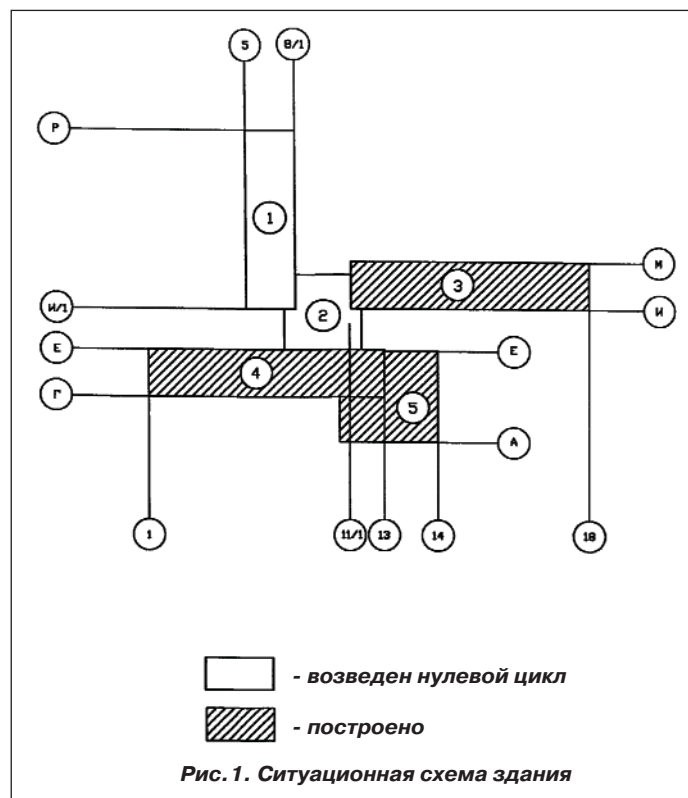 5 8/1
Р
1
М
3
И/1 2 И
Е Е
4
Г 5
А
1 11/1 13 14 18
- возведен нулевой цикл
- построено
Рис. 1. Ситуационная схема здания